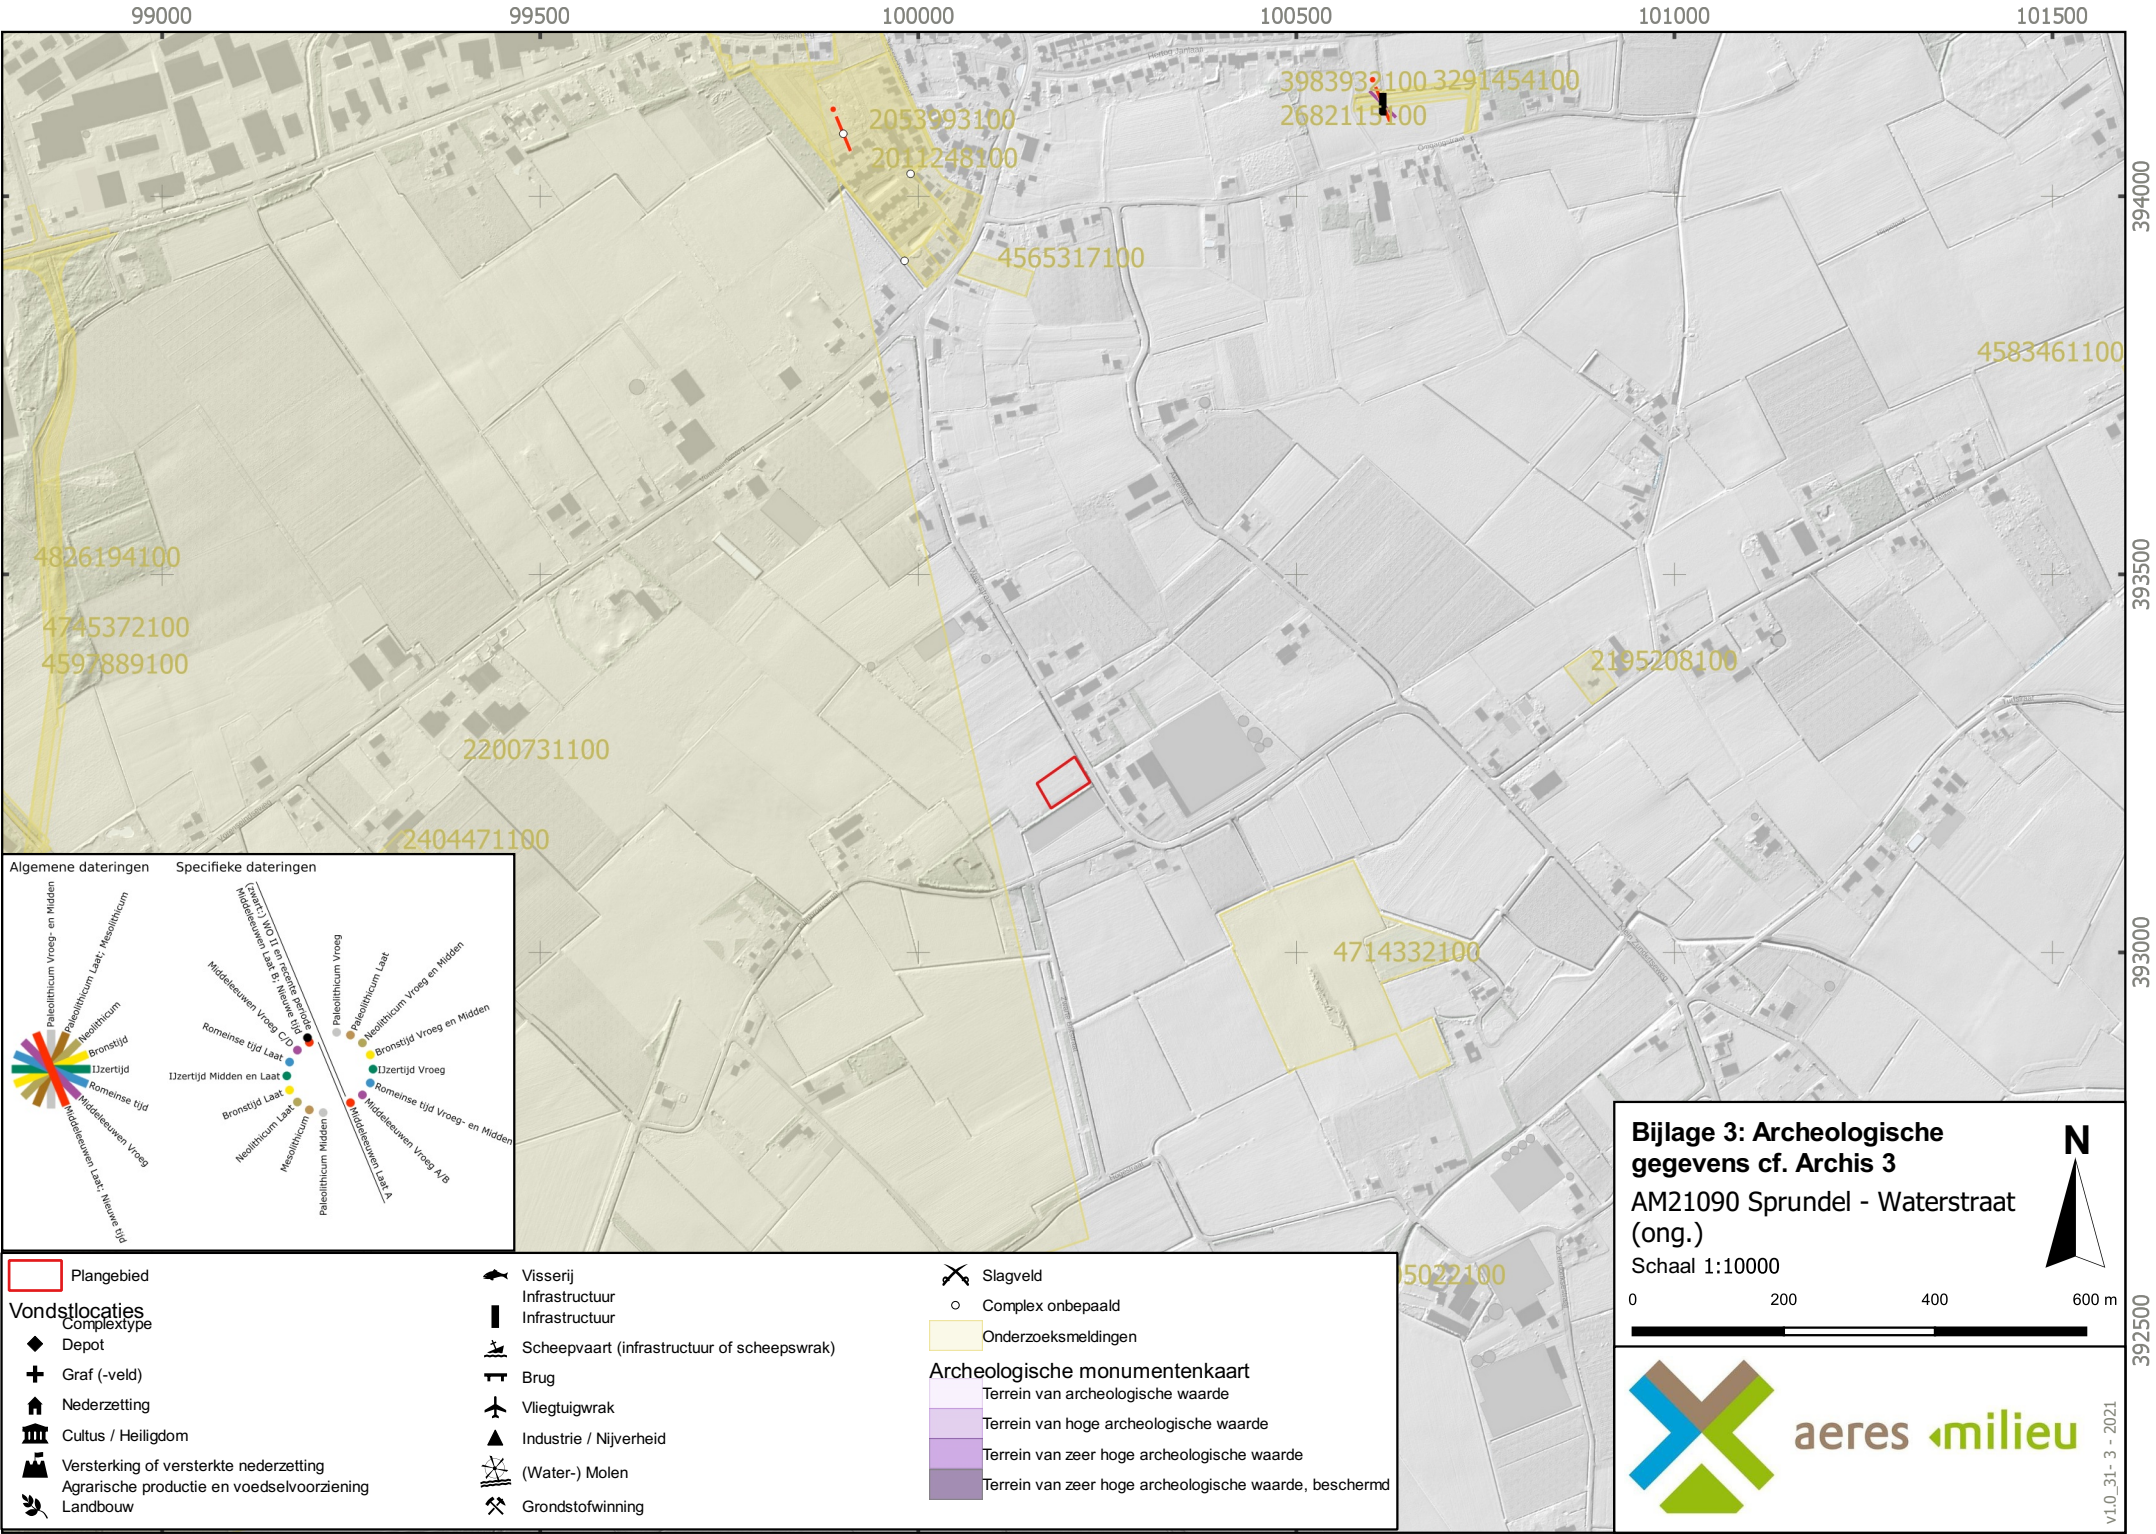 99000
99500
100000
100500
101000
101500
394000
393500
393000
392500
3983932100 3291454100
2682115100
2053993100
2011248100
4565317100
4583461100
4826194100
4745372100
4597889100
2200731100
2195208100
2404471100
4714332100
05022100
Algemene dateringen
Specifieke dateringen
Paleolithicum Vroeg- en Midden
Paleolithicum Laat; Mesolithicum
Neolithicum
Bronstijd
IJzertijd
Romeinse tijd
Middeleeuwen Vroeg
Middeleeuwen Laat; Nieuwe tijd
(zwart:) WO II en recente periode
Middeleeuwen Laat B; Nieuwe tijd
Middeleeuwen Vroeg C/D
Romeinse tijd Laat
IJzertijd Midden en Laat
Bronstijd Laat
Neolithicum Laat
Mesolithicum
Paleolithicum Midden
Paleolithicum Vroeg
Paleolithicum Laat
Neolithicum Vroeg en Midden
Bronstijd Vroeg en Midden
IJzertijd Vroeg
Romeinse tijd Vroeg- en Midden
Middeleeuwen Vroeg A/B
Middeleeuwen Laat A
Plangebied
Vondstlocaties
Complextype
Depot
Graf (-veld)
Nederzetting
Cultus / Heiligdom
Versterking of versterkte nederzetting
Agrarische productie en voedselvoorziening
Landbouw
Visserij
Infrastructuur
Infrastructuur
Scheepvaart (infrastructuur of scheepswrak)
Brug
Vliegtuigwrak
Industrie / Nijverheid
(Water-) Molen
Grondstofwinning
Slagveld
Complex onbepaald
Onderzoeksmeldingen
Archeologische monumentenkaart
Terrein van archeologische waarde
Terrein van hoge archeologische waarde
Terrein van zeer hoge archeologische waarde
Terrein van zeer hoge archeologische waarde, beschermd
Bijlage 3: Archeologische
gegevens cf. Archis 3
AM21090 Sprundel - Waterstraat
(ong.)
Schaal 1:10000
N
0 200 400 600 m
aeres milieu
v1.0_31- 3 - 2021